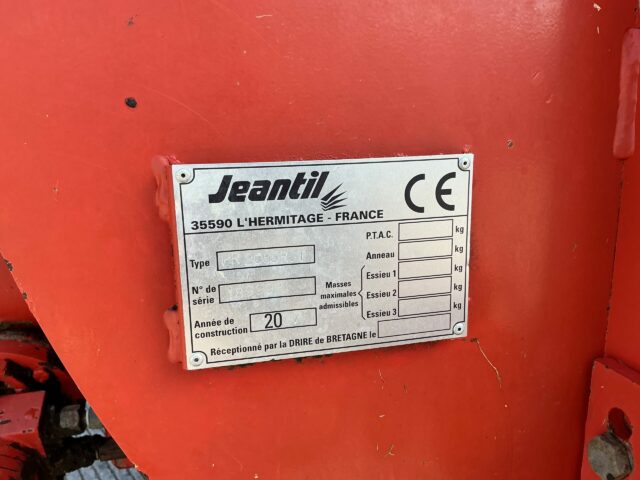 Jeantil
CE
35590 L'HERMITAGE - FRANCE
P.T.A.C. kg
Type
Anneau kg
N° de série
Masses maximales admissibles
Essieu 1 kg
Essieu 2 kg
Essieu 3 kg
Année de construction 20
Réceptionné par la DRIRE de BRETAGNE le